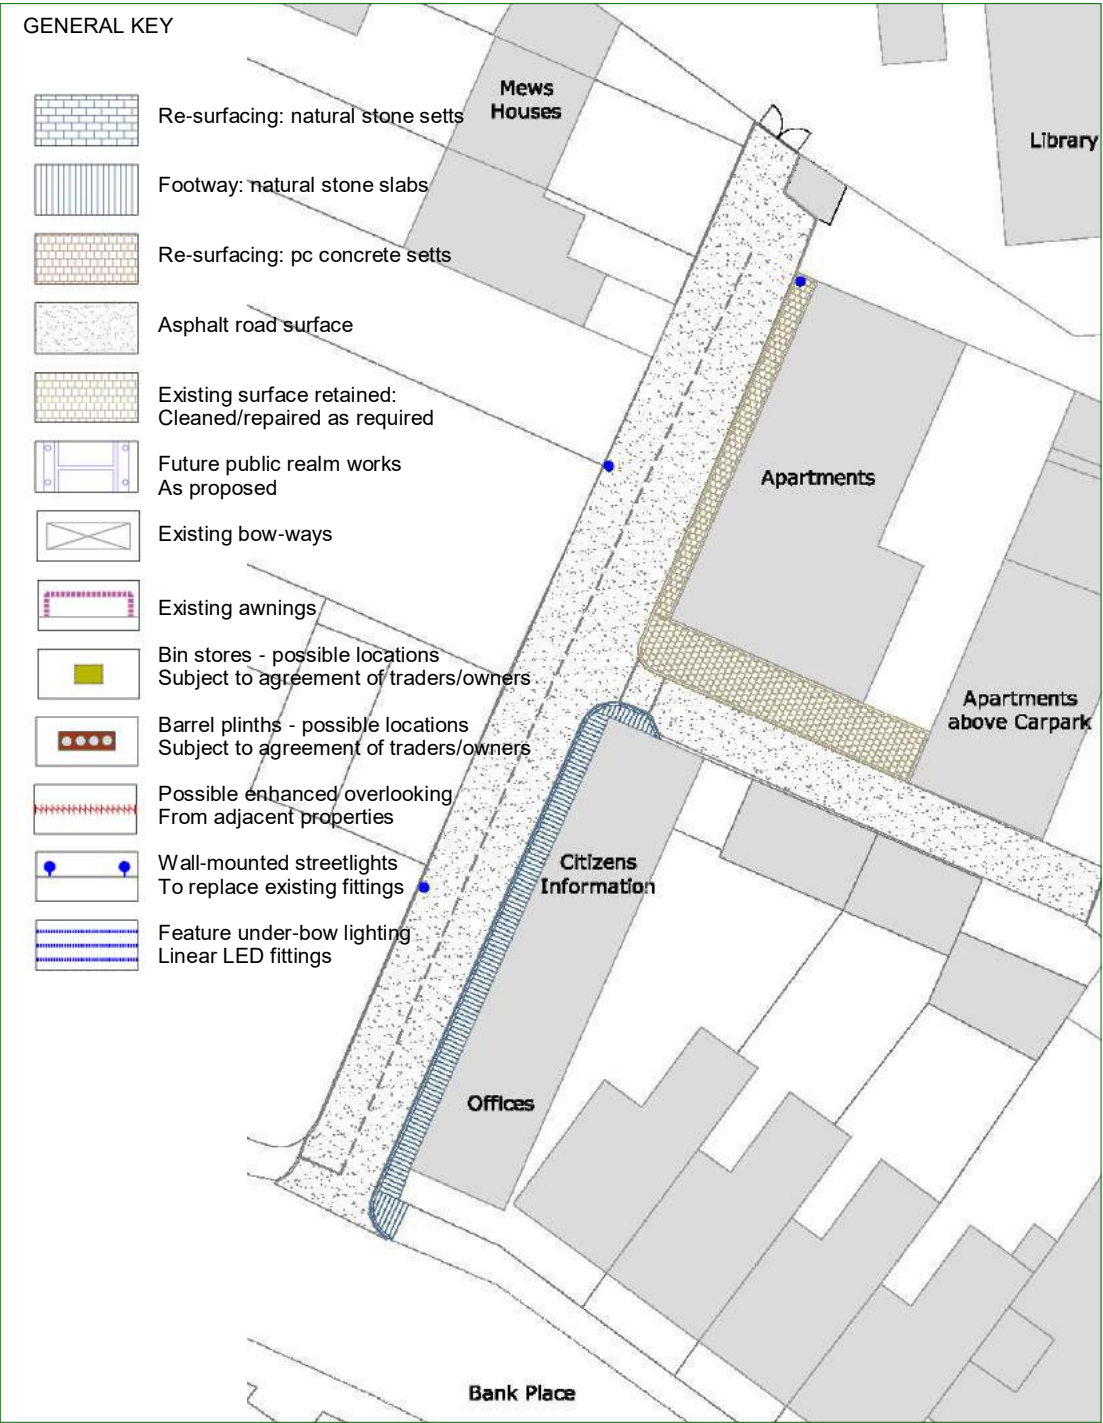 GENERAL KEY
Re-surfacing: natural stone setts
Footway: natural stone slabs
Re-surfacing: pc concrete setts
Asphalt road surface
Existing surface retained:
Cleaned/repaired as required
Future public realm works
As proposed
Existing bow-ways
Existing awnings
Bin stores - possible locations
Subject to agreement of traders/owners
Barrel plinths - possible locations
Subject to agreement of traders/owners
Possible enhanced overlooking
From adjacent properties
Wall-mounted streetlights
To replace existing fittings
Feature under-bow lighting
Linear LED fittings
Mews
Houses
Library
Apartments
Apartments
above Carpark
Citizens
Information
Offices
Bank Place